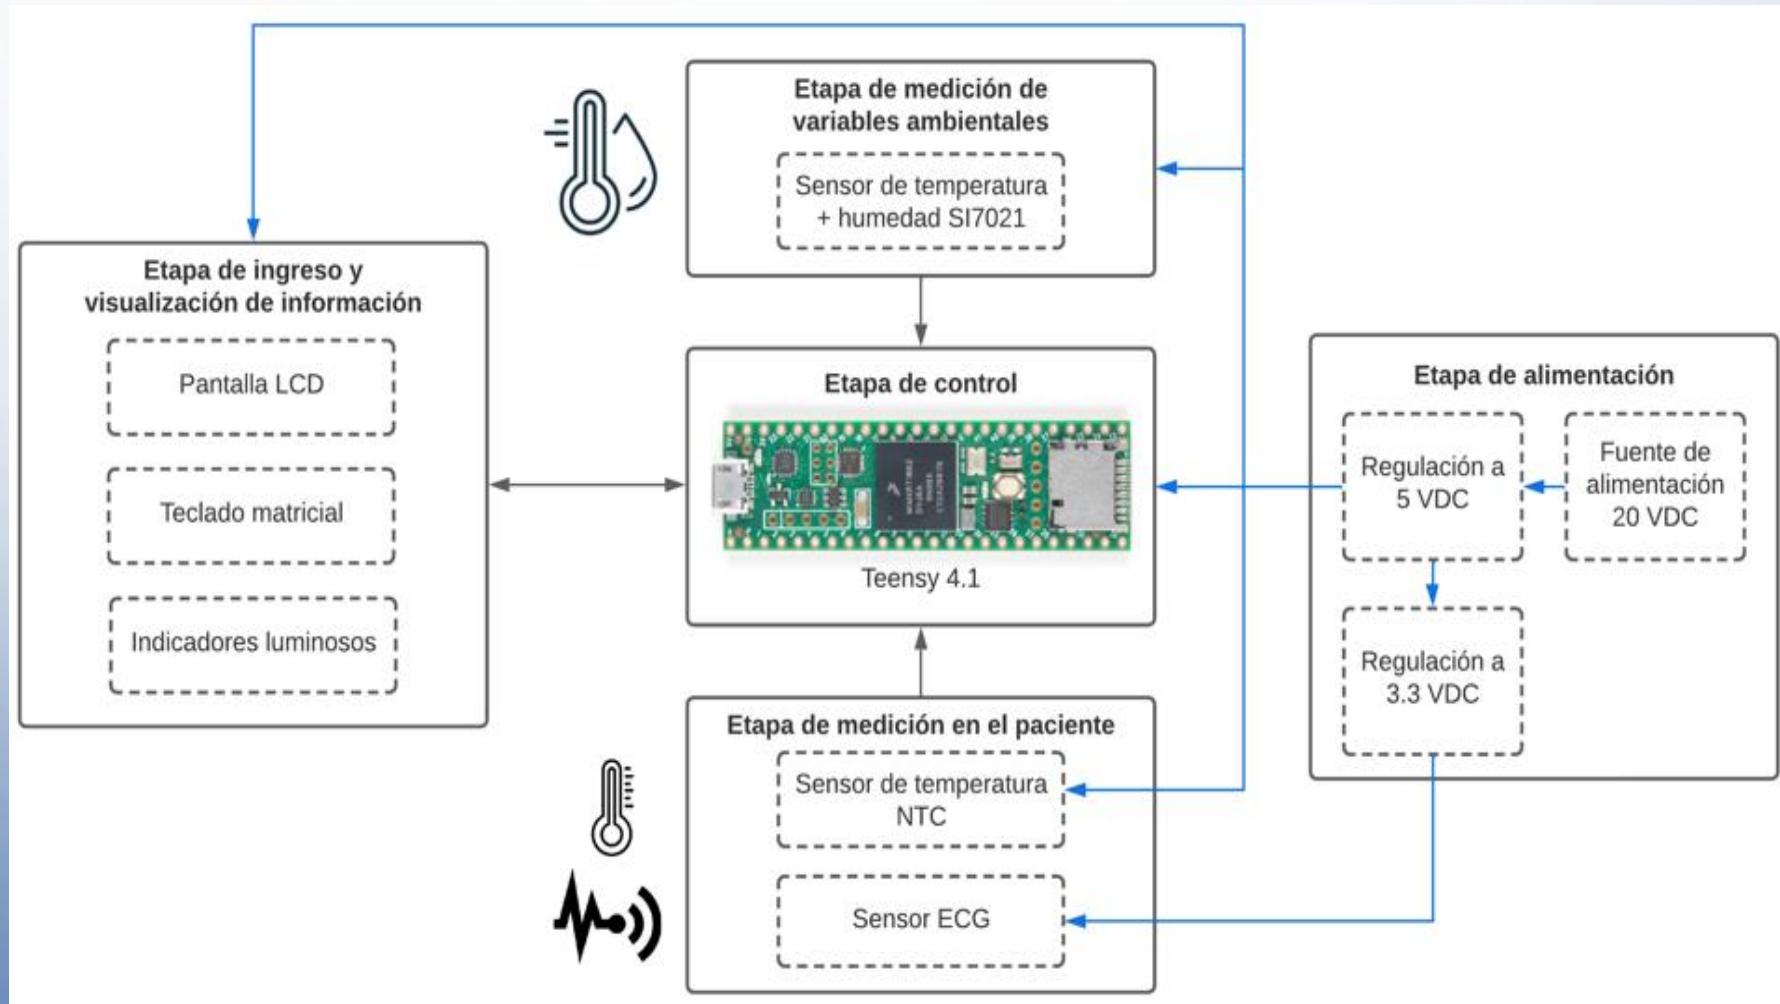 Etapa de medición de
variables ambientales
Sensor de temperatura
+ humedad SI7021
Etapa de ingreso y
visualización de información
Pantalla LCD
Teclado matricial
Indicadores luminosos
Etapa de control
Teensy 4.1
Etapa de alimentación
Regulación a
5 VDC
Fuente de
alimentación
20 VDC
Regulación a
3.3 VDC
Etapa de medición en el paciente
Sensor de temperatura
NTC
Sensor ECG